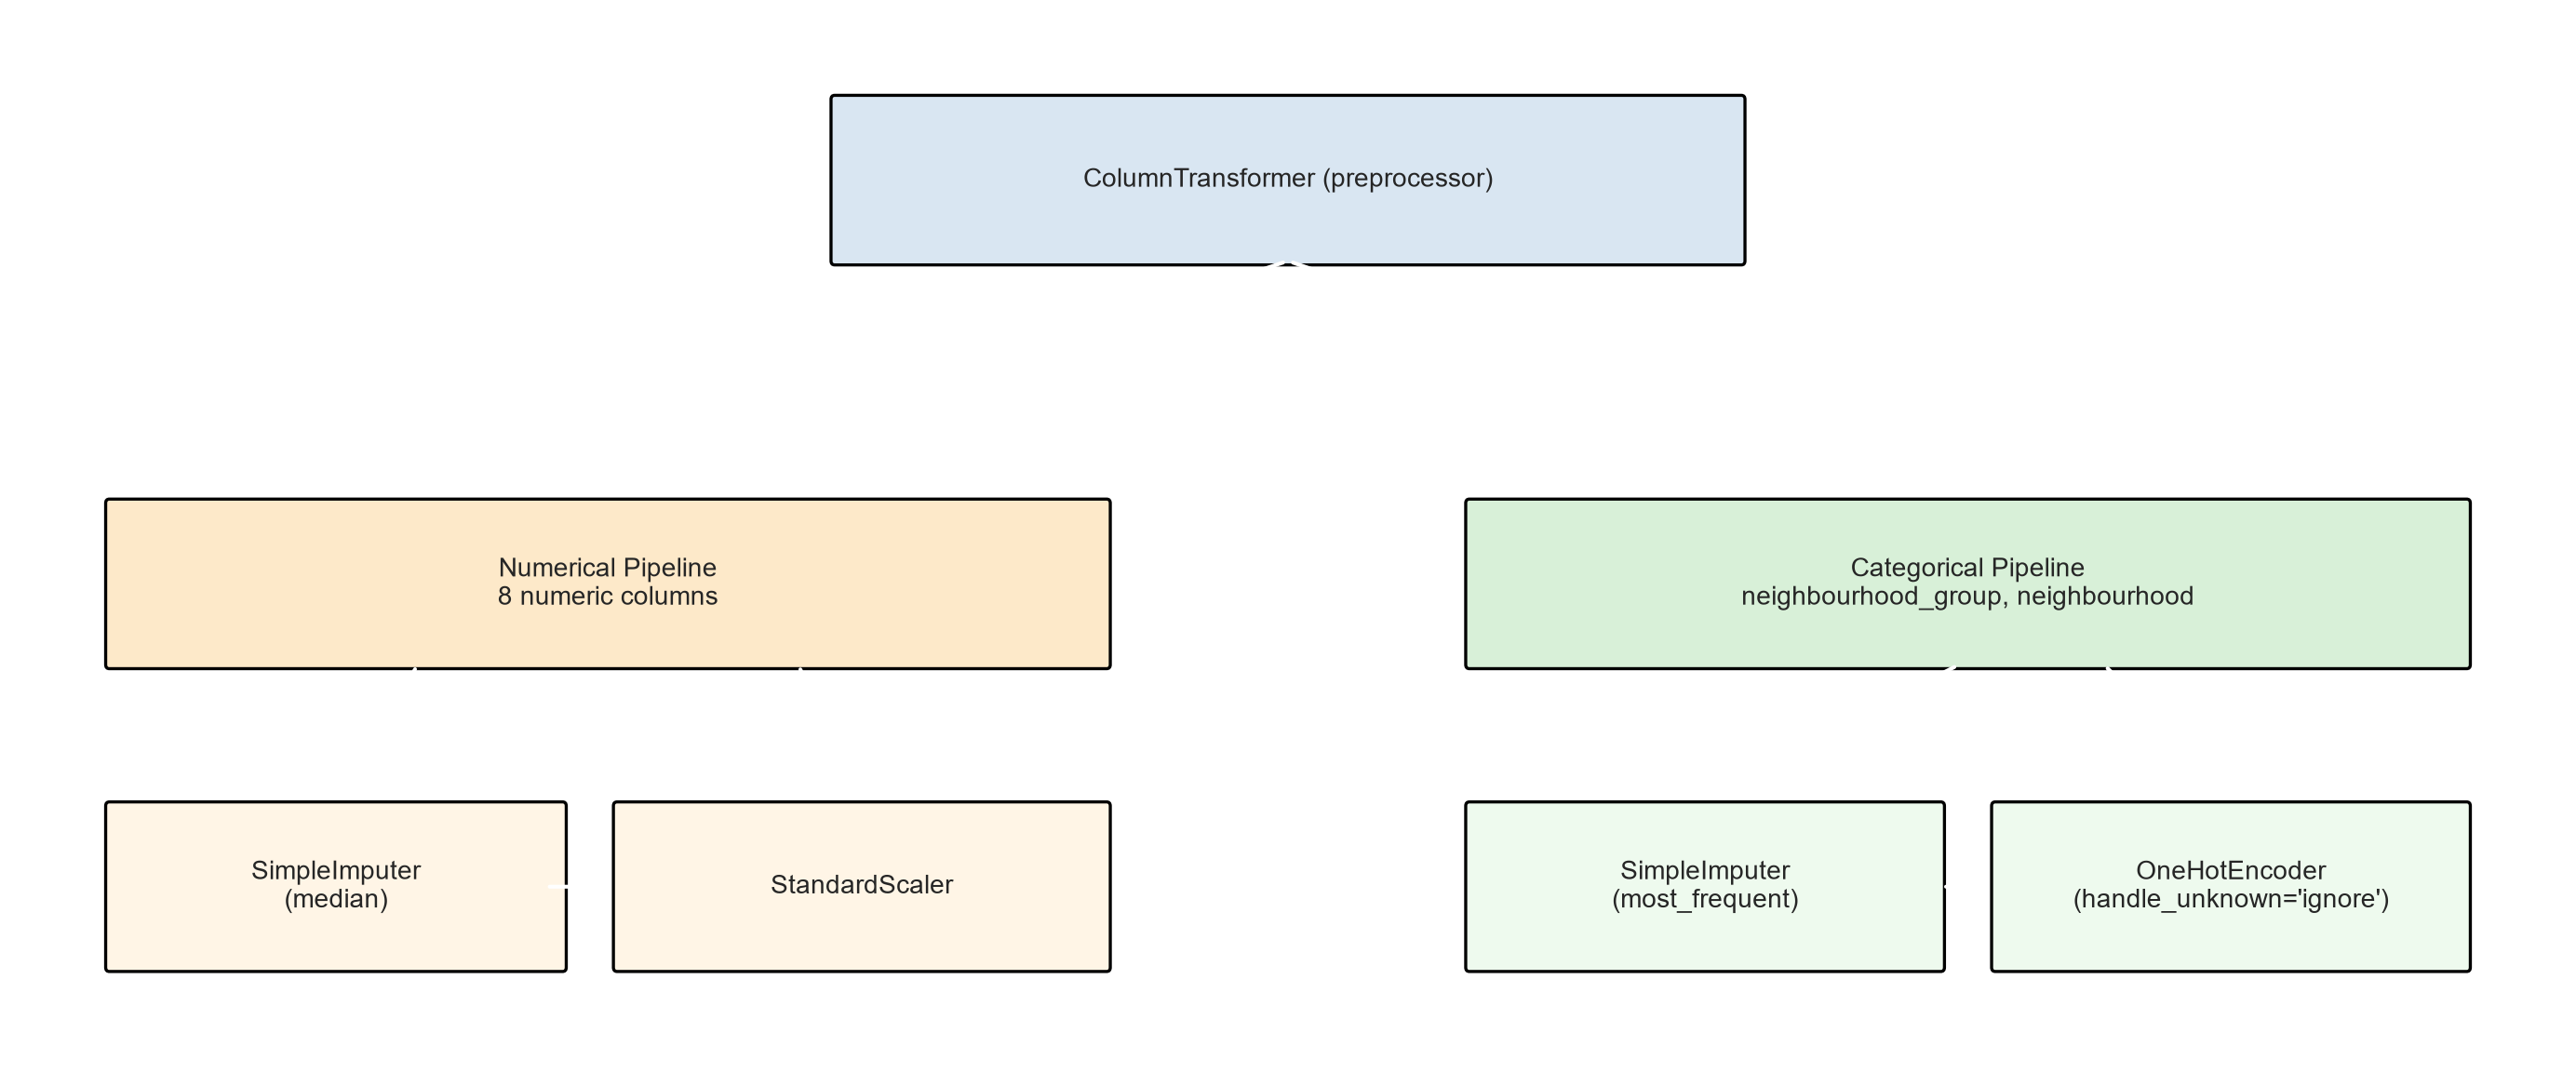 ColumnTransformer (preprocessor)
Numerical Pipeline
8 numeric columns
Categorical Pipeline
neighbourhood_group, neighbourhood
SimpleImputer
(median)
StandardScaler
SimpleImputer
(most_frequent)
OneHotEncoder
(handle_unknown='ignore')